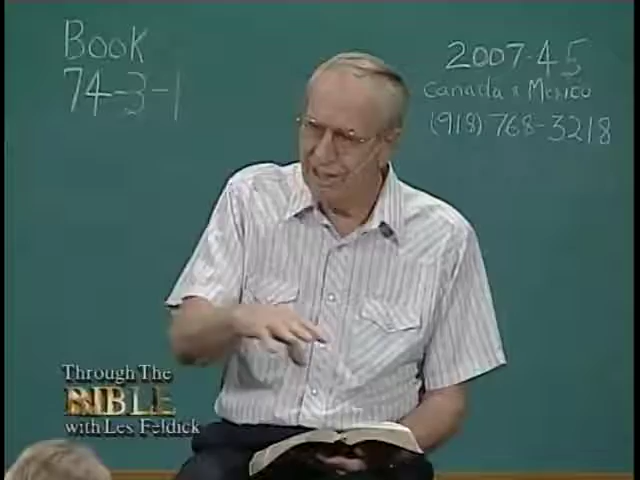 Book
74-3-1
2007-45
Canada & Mexico
(918) 768-3218
Through The
BIBLE
with Les Feldick